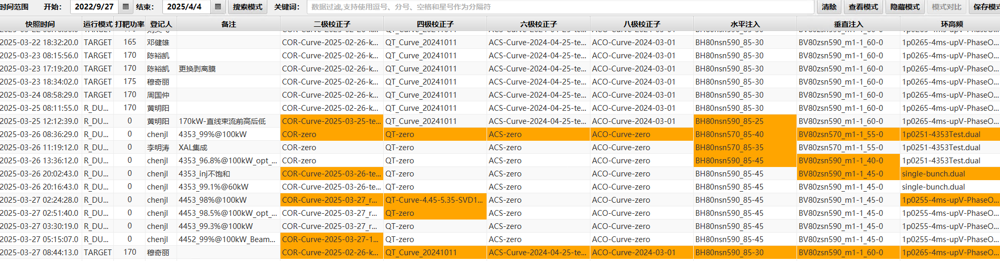 时间范围 开始： 2022/9/27 结束： 2025/4/4 搜索模式 关键词： 数据过滤,支持使用逗号、分号、空格和星号作为分隔符 清除 查看模式 隐藏模式 模式对比 保存模式
快照时间 运行模式 打靶功率 登记人 备注 二极校正子 四极校正子 六极校正子 八极校正子 水平注入 垂直注入 环高频
2025-03-22 18:32:20.0 TARGET 165 邓健雄 COR-Curve-2025-02-26-k... QT_Curve_20241011 ACS-Curve-2024-04-25-te... ACO-Curve-2024-03-01 BH80nsn590_85-30 BV80zsn590_m1-1_60-0 1p0265-4ms-upV-PhaseO...
2025-03-23 08:15:56.0 TARGET 170 陈裕凯 COR-Curve-2025-02-26-k... QT_Curve_20241011 ACS-Curve-2024-04-25-te... ACO-Curve-2024-03-01 BH80nsn590_85-30 BV80zsn590_m1-1_60-0 1p0265-4ms-upV-PhaseO...
2025-03-23 17:19:20.0 TARGET 170 陈裕凯 更换剥离膜 COR-Curve-2025-02-26-k... QT_Curve_20241011 ACS-Curve-2024-04-25-te... ACO-Curve-2024-03-01 BH80nsn590_85-30 BV80zsn590_m1-1_60-0 1p0265-4ms-upV-PhaseO...
2025-03-23 18:34:02.0 TARGET 175 穆奇丽 COR-Curve-2025-02-26-k... QT_Curve_20241011 ACS-Curve-2024-04-25-te... ACO-Curve-2024-03-01 BH80nsn590_85-30 BV80zsn590_m1-1_60-0 1p0265-4ms-upV-PhaseO...
2025-03-24 08:58:29.0 TARGET 170 周国仲 COR-Curve-2025-02-26-k... QT_Curve_20241011 ACS-Curve-2024-04-25-te... ACO-Curve-2024-03-01 BH80nsn590_85-30 BV80zsn590_m1-1_60-0 1p0265-4ms-upV-PhaseO...
2025-03-25 08:11:55.0 R_DU... 170 黄明阳 COR-Curve-2025-02-26-k... QT_Curve_20241011 ACS-Curve-2024-04-25-te... ACO-Curve-2024-03-01 BH80nsn590_85-30 BV80zsn590_m1-1_60-0 1p0265-4ms-upV-PhaseO...
2025-03-25 12:12:39.0 R_DU... 0 黄明阳 170kW-直线束流前高后低 COR-Curve-2025-03-25-te... QT_Curve_20241011 ACS-Curve-2024-04-25-te... ACO-Curve-2024-03-01 BH80nsn590_85-25 BV80zsn590_m1-1_60-0 1p0265-4ms-upV-PhaseO...
2025-03-26 08:36:29.0 R_DU... 0 chenjl 4353_99%@100kW COR-zero QT-zero ACS-zero ACO-Curve-zero BH80nsn570_85-40 BV80zsn570_m1-1_55-0 1p0251-4353Test.dual
2025-03-26 11:19:12.0 R_DU... 0 李明涛 XAL集成 COR-zero QT-zero ACS-zero ACO-Curve-zero BH80nsn570_85-35 BV80zsn570_m1-1_55-0 1p0251-4353Test.dual
2025-03-26 13:36:12.0 R_DU... 0 chenjl 4353_96.8%@100kW_opt_... COR-zero QT-zero ACS-zero ACO-Curve-zero BH80nsn590_85-45 BV80zsn590_m1-1_40-0 1p0251-4353Test.dual
2025-03-26 20:02:43.0 R_DU... 0 chenjl 4353_inj不饱和 COR-Curve-2025-03-26-te... QT-zero ACS-zero ACO-Curve-zero BH80nsn590_85-45 BV80zsn590_m1-1_45-0 single-bunch.dual
2025-03-26 20:16:43.0 R_DU... 0 chenjl 4353_99.1%@60kW COR-Curve-2025-03-26-te... QT-zero ACS-zero ACO-Curve-zero BH80nsn590_85-45 BV80zsn590_m1-1_45-0 single-bunch.dual
2025-03-27 02:24:28.0 R_DU... 0 chenjl 4453_98%@100kW COR-Curve-2025-03-27_r... QT-Curve-4.45-5.35-SVD1... ACS-zero ACO-Curve-zero BH80nsn590_85-45 BV80zsn590_m1-1_45-0 1p0255-4ms-upV-PhaseO...
2025-03-27 02:51:40.0 R_DU... 0 chenjl 4453_98.5%@100kW_opt_... COR-Curve-2025-03-27_r... QT-zero ACS-zero ACO-Curve-zero BH80nsn590_85-45 BV80zsn590_m1-1_45-0 1p0255-4ms-upV-PhaseO...
2025-03-27 03:30:19.0 R_DU... 0 chenjl 4453_99.3%@100kW COR-Curve-2025-03-27_r... QT-zero ACS-zero ACO-Curve-zero BH80nsn590_85-45 BV80zsn590_m1-1_45-0 1p0255-4ms-upV-PhaseO...
2025-03-27 05:15:07.0 R_DU... 0 chenjl 4452_99%@100kW_Beam... COR-Curve-2025-03-27-1... QT-zero ACS-zero ACO-Curve-zero BH80nsn590_85-45 BV80zsn590_m1-1_45-0 1p0255-4ms-upV-PhaseO...
2025-03-27 08:44:13.0 TARGET 170 穆奇丽 COR-Curve-2025-02-26-k... QT_Curve_20241011 ACS-Curve-2024-04-25-te... ACO-Curve-2024-03-01 BH80nsn590_85-30 BV80zsn590_m1-1_60-0 1p0265-4ms-upV-PhaseO...